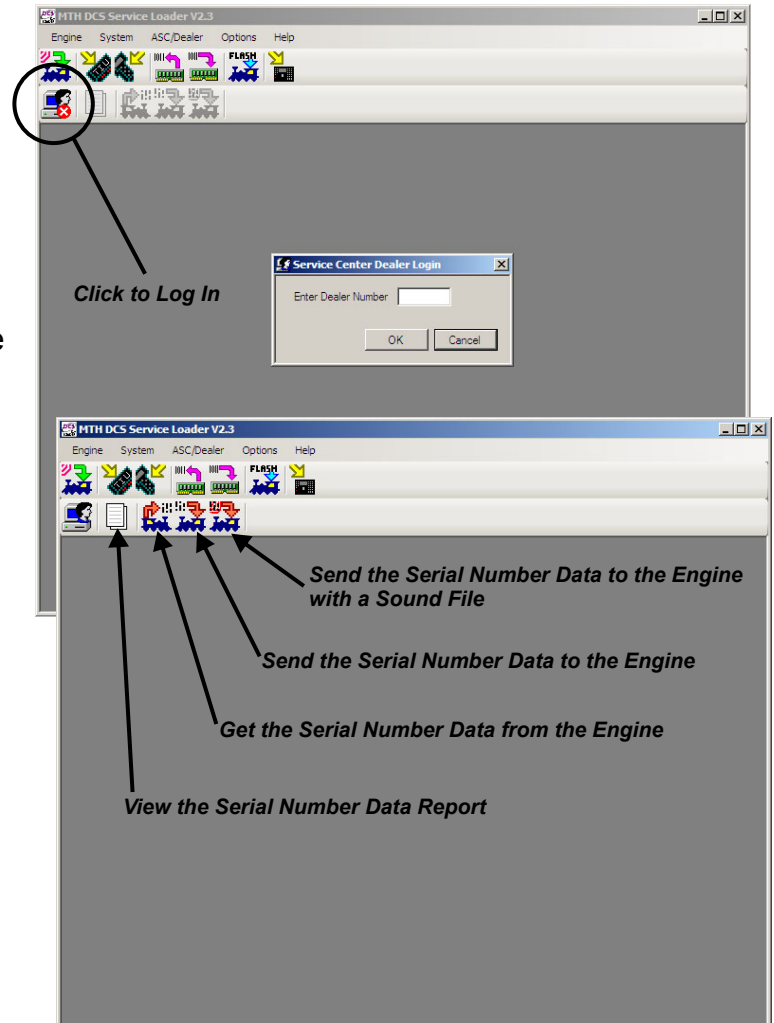 MTH DCS Service Loader V2.3
Engine System ASC/Dealer Options Help
FLASH
Click to Log In
Service Center Dealer Login
Enter Dealer Number
OK Cancel
e
MTH DCS Service Loader V2.3
Engine System ASC/Dealer Options Help
FLASH
Send the Serial Number Data to the Engine
with a Sound File
Send the Serial Number Data to the Engine
Get the Serial Number Data from the Engine
View the Serial Number Data Report